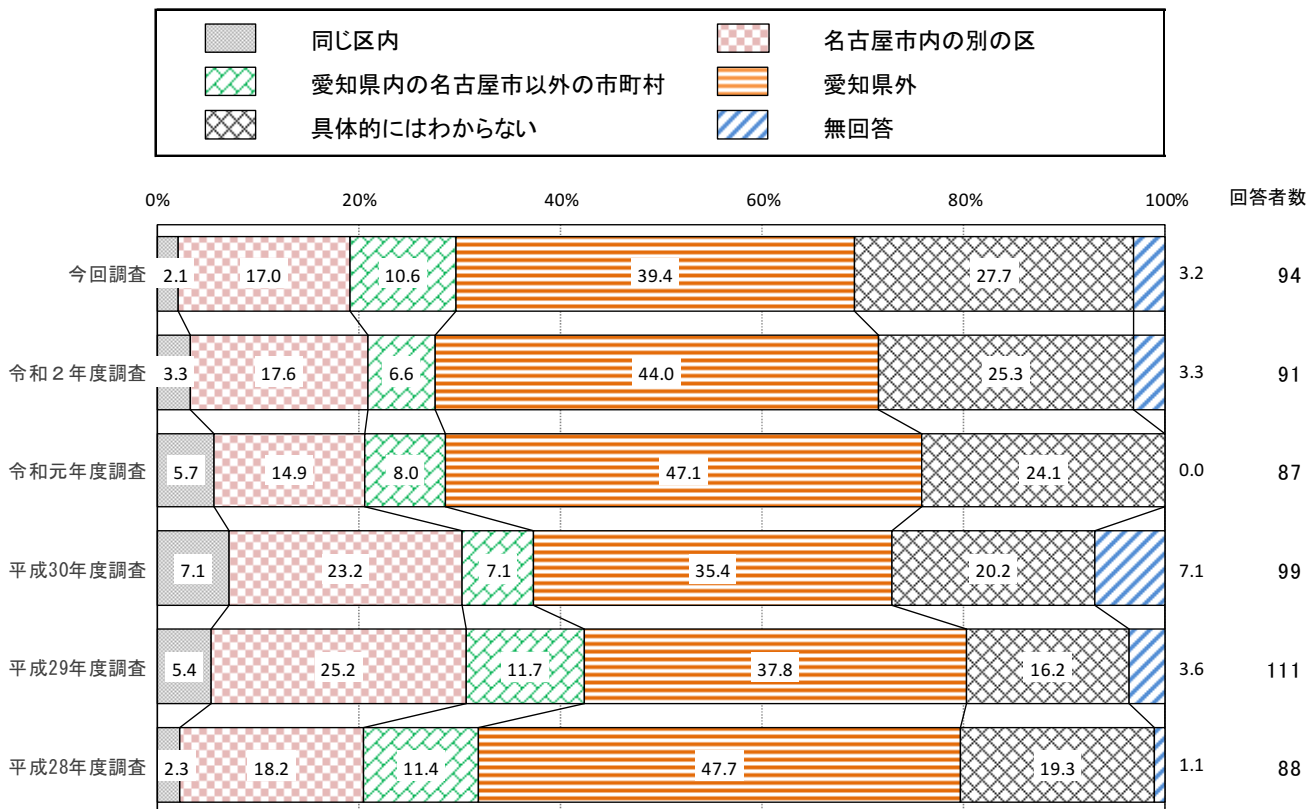 同じ区内 名古屋市内の別の区
愛知県内の名古屋市以外の市町村 愛知県外
具体的にはわからない 無回答
0% 20% 40% 60% 80% 100% 回答者数
今回調査 2.1 17.0 10.6 39.4 27.7 3.2 94
令和２年度調査 3.3 17.6 6.6 44.0 25.3 3.3 91
令和元年度調査 5.7 14.9 8.0 47.1 24.1 0.0 87
平成30年度調査 7.1 23.2 7.1 35.4 20.2 7.1 99
平成29年度調査 5.4 25.2 11.7 37.8 16.2 3.6 111
平成28年度調査 2.3 18.2 11.4 47.7 19.3 1.1 88